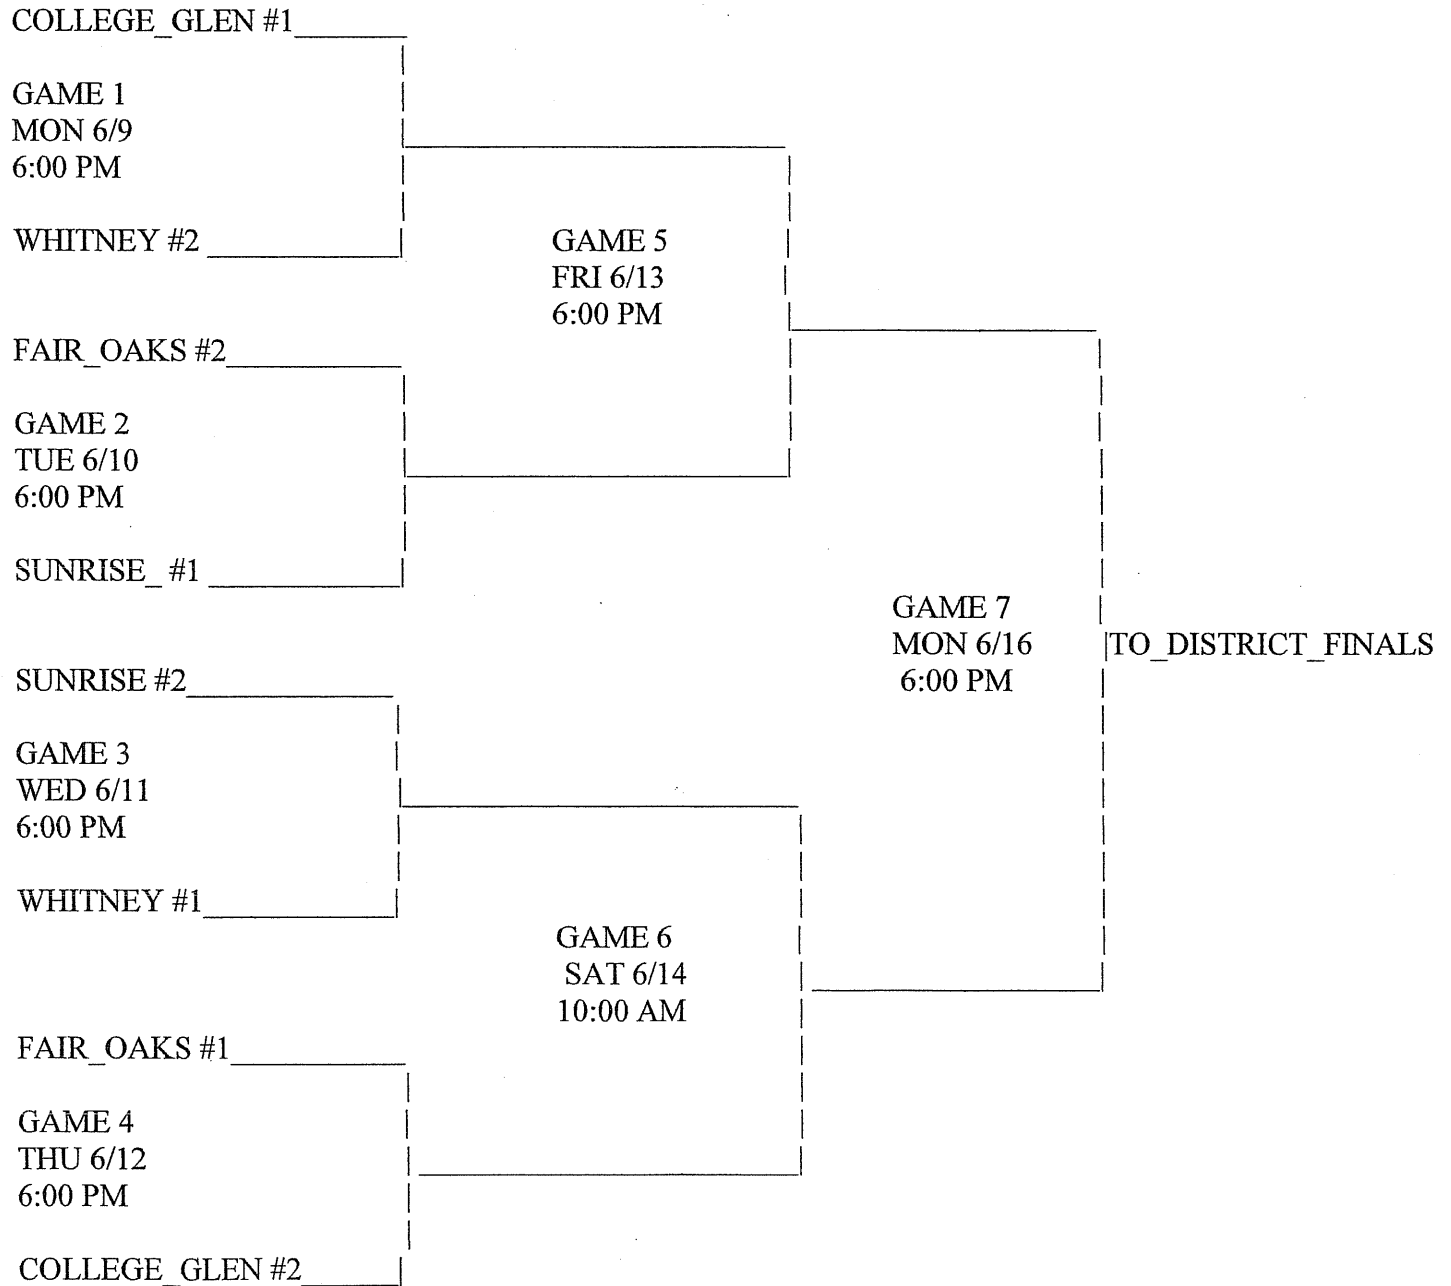 COLLEGE_GLEN #1
GAME 1
MON 6/9
6:00 PM
WHITNEY #2
GAME 5
FRI 6/13
6:00 PM
FAIR_OAKS #2
GAME 2
TUE 6/10
6:00 PM
SUNRISE_ #1
GAME 7
MON 6/16
6:00 PM
TO_DISTRICT_FINALS
SUNRISE #2
GAME 3
WED 6/11
6:00 PM
WHITNEY #1
GAME 6
SAT 6/14
10:00 AM
FAIR_OAKS #1
GAME 4
THU 6/12
6:00 PM
COLLEGE_GLEN #2